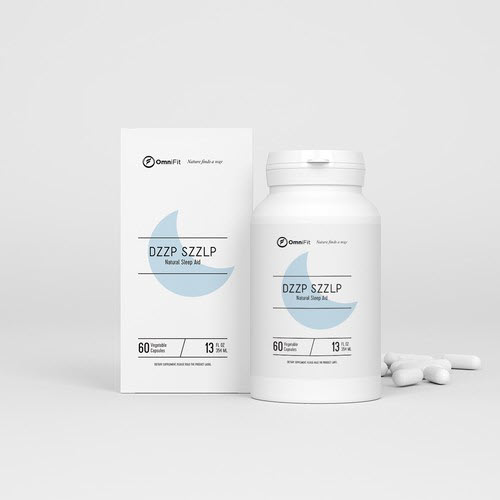 OmniFit Nature finds a way
DZZP SZZLP
Natural Sleep Aid
60 Vegetable Capsules
13 FL OZ 354 ML
OmniFit Nature finds a way
DZZP SZZLP
Natural Sleep Aid
60 Vegetable Capsules
13 FL OZ 354 ML